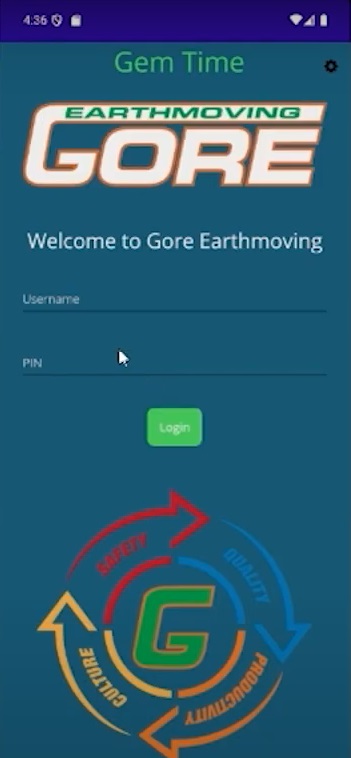 4:36
Gem Time
EARTHMOVING
GORE
Welcome to Gore Earthmoving
Username
PIN
Login
SAFETY
QUALITY
G
CULTURE
PRODUCTIVITY